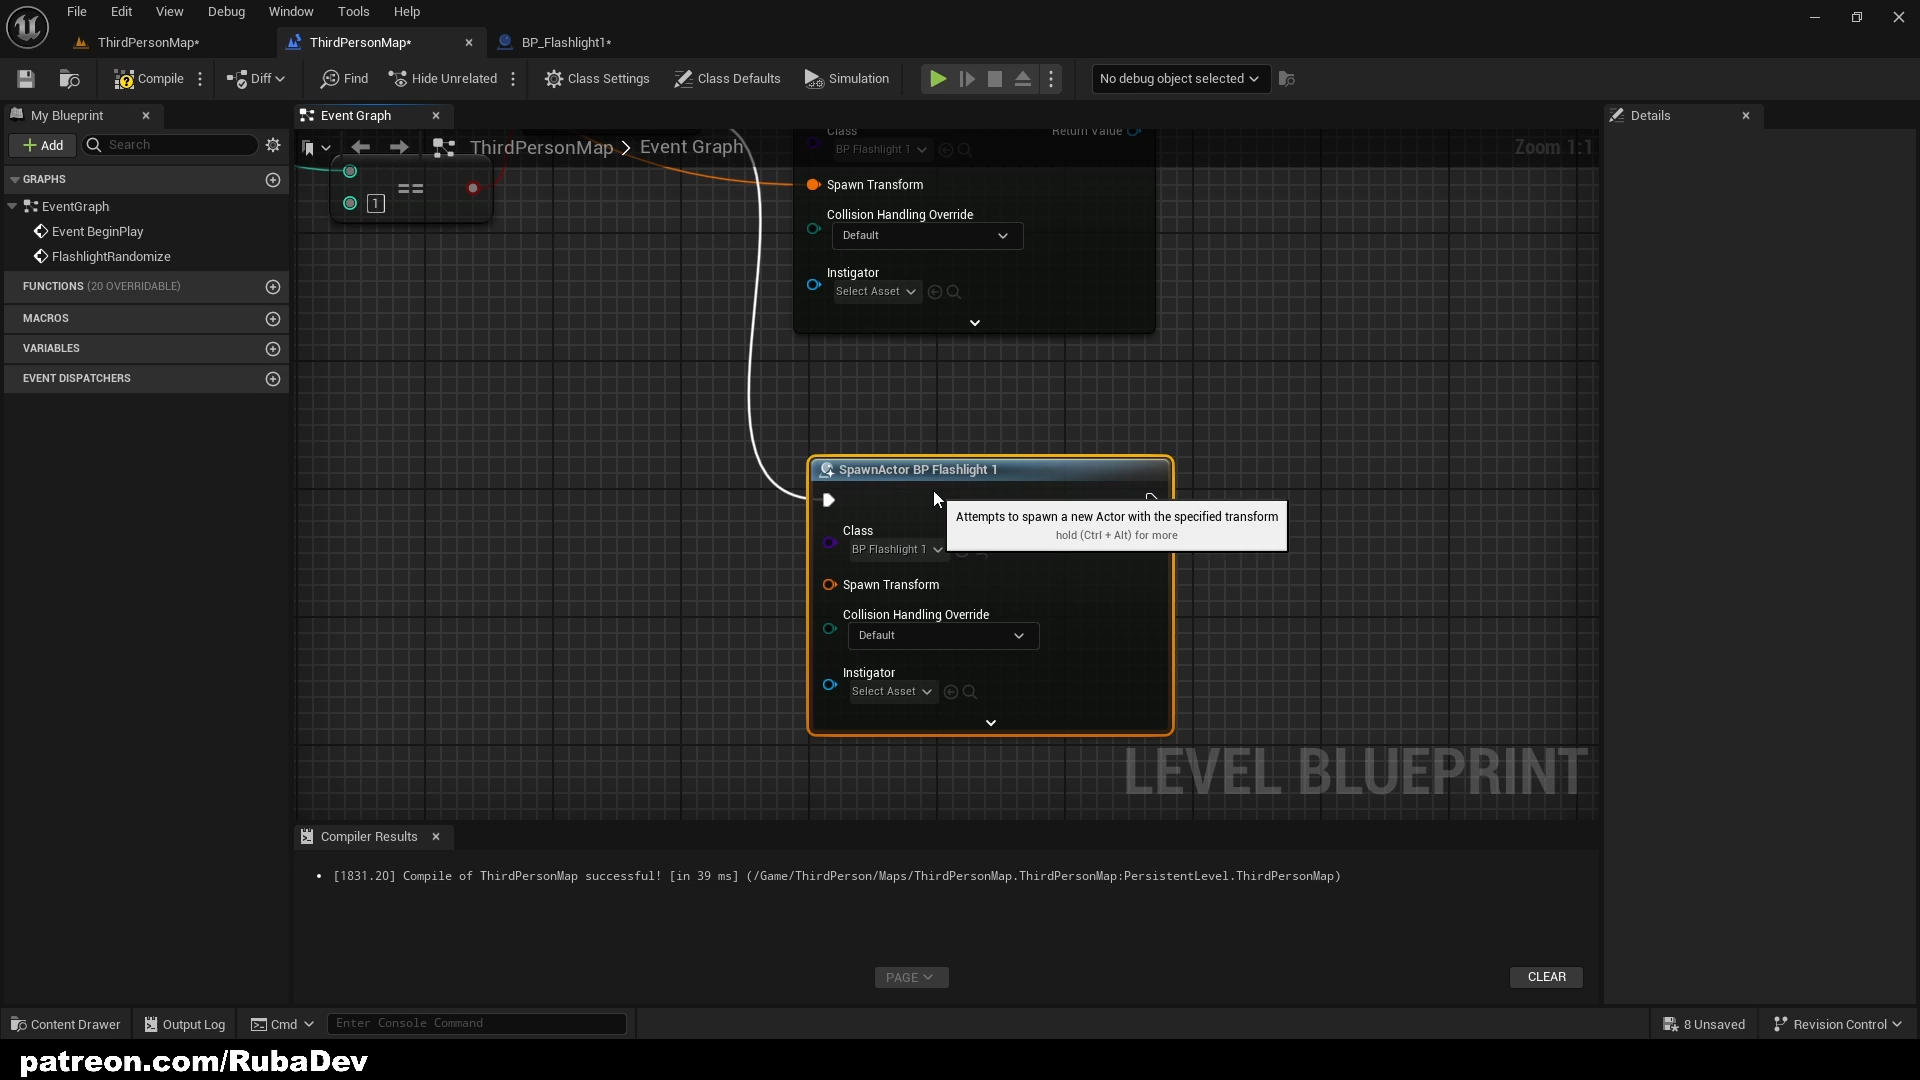 File Edit View Debug Window Tools Help
ThirdPersonMap* ThirdPersonMap* BP_Flashlight1*
Compile Diff Find Hide Unrelated Class Settings Class Defaults Simulation No debug object selected
My Blueprint Event Graph Details
Add Search ThirdPersonMap > Event Graph Zoom 1:1
GRAPHS
EventGraph
Event BeginPlay
FlashlightRandomize
FUNCTIONS (20 OVERRIDABLE)
MACROS
VARIABLES
EVENT DISPATCHERS
==
1
Class Return Value
BP Flashlight 1
Spawn Transform
Collision Handling Override
Default
Instigator
Select Asset
SpawnActor BP Flashlight 1
Attempts to spawn a new Actor with the specified transform
hold (Ctrl + Alt) for more
Class
BP Flashlight 1
Spawn Transform
Collision Handling Override
Default
Instigator
Select Asset
LEVEL BLUEPRINT
Compiler Results
• [1831.20] Compile of ThirdPersonMap successful! [in 39 ms] (/Game/ThirdPerson/Maps/ThirdPersonMap.ThirdPersonMap:PersistentLevel.ThirdPersonMap)
PAGE CLEAR
Content Drawer Output Log Cmd Enter Console Command 8 Unsaved Revision Control
patreon.com/RubaDev